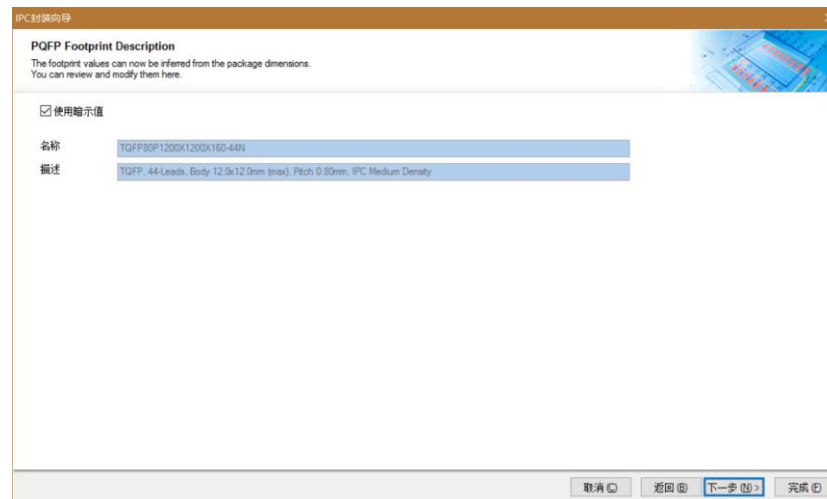 IPC封装向导
PQFP Footprint Description
The footprint values can now be inferred from the package dimensions.
You can review and modify them here.
使用暗示值
名称 TQFP80P1200X1200X160-44N
描述 TQFP, 44-Leads, Body 12.0x12.0mm (max), Pitch 0.80mm, IPC Medium Density
取消(C) 返回(B) 下一步(N)> 完成(F)